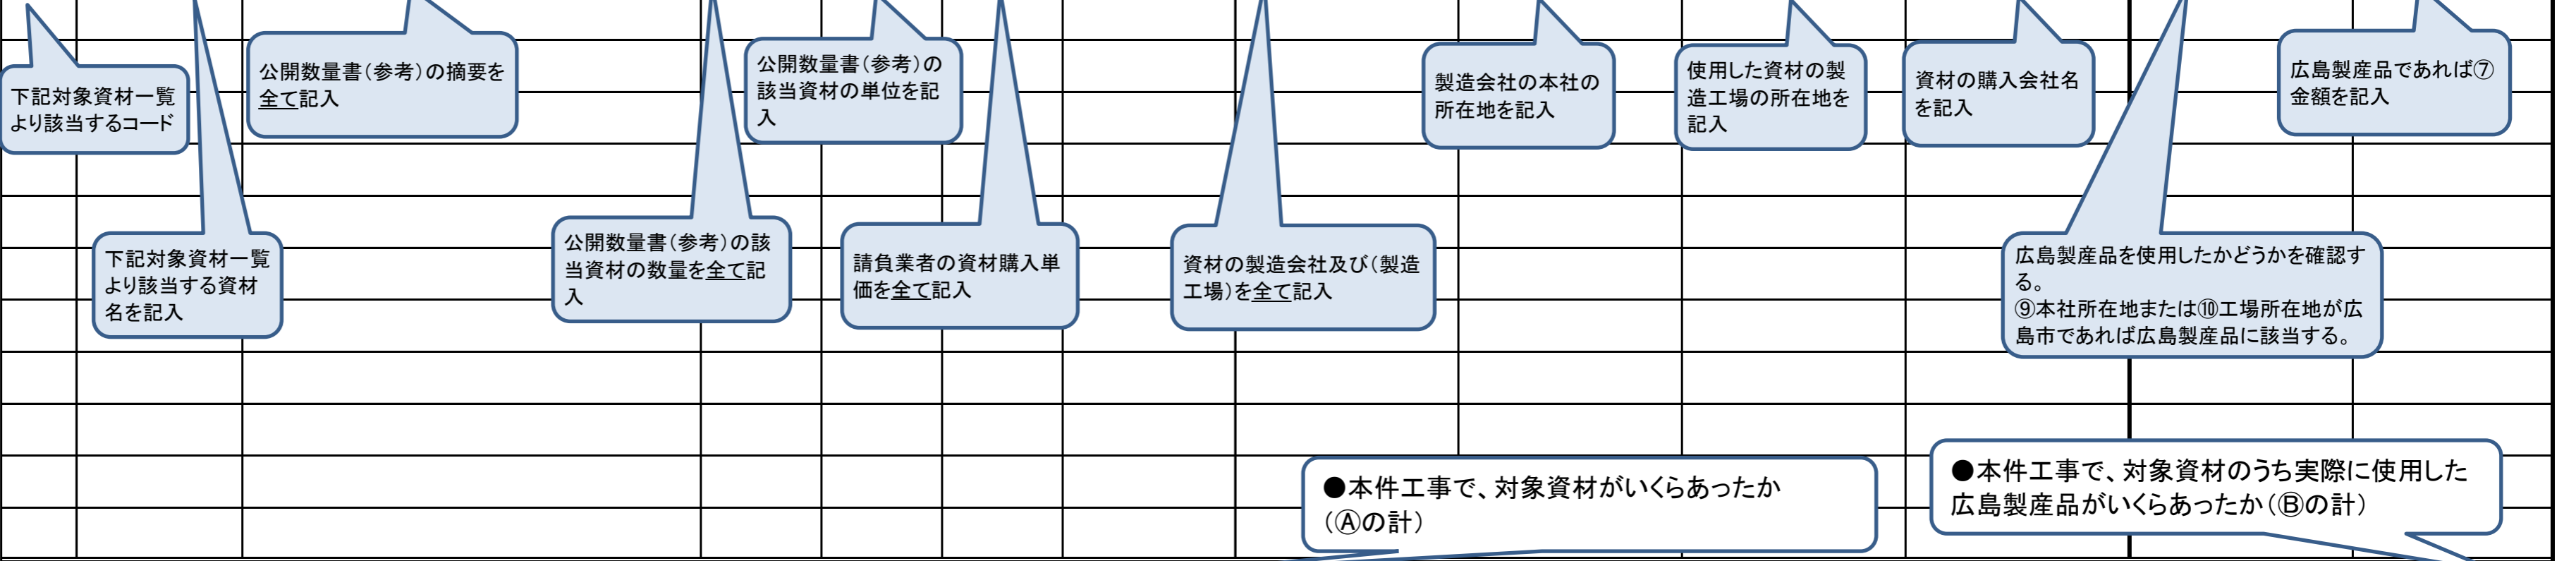 下記対象資材一覧
より該当するコード
公開数量書(参考)の摘要を
全て記入
公開数量書(参考)の
該当資材の単位を記
入
製造会社の本社の
所在地を記入
使用した資材の製
造工場の所在地を
記入
資材の購入会社名
を記入
広島製産品であれば⑦
金額を記入
下記対象資材一覧
より該当する資材
名を記入
公開数量書(参考)の該
当資材の数量を全て記
入
請負業者の資材購入単
価を全て記入
資材の製造会社及び(製造
工場)を全て記入
広島製産品を使用したかどうかを確認す
る。
⑨本社所在地または⑩工場所在地が広
島市であれば広島製産品に該当する。
●本件工事で、対象資材がいくらあったか
(Ⓐの計)
●本件工事で、対象資材のうち実際に使用した
広島製産品がいくらあったか(Ⓑの計)